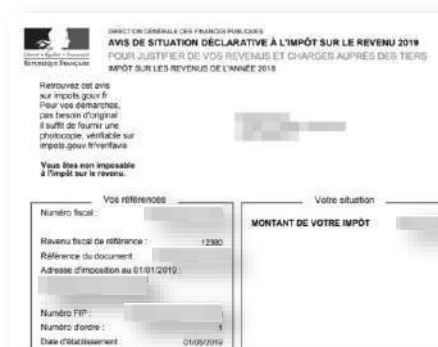 DIRECTION GÉNÉRALE DES FINANCES PUBLIQUES
AVIS DE SITUATION DÉCLARATIVE À L'IMPÔT SUR LE REVENU 2019
POUR JUSTIFIER DE VOS REVENUS ET CHARGES AUPRÈS DES TIERS
IMPÔT SUR LES REVENUS DE L'ANNÉE 2018
Liberté • Égalité • Fraternité
RÉPUBLIQUE FRANÇAISE
Retrouvez cet avis
sur impots.gouv.fr
Pour vos démarches,
pas besoin d'original :
il suffit de fournir une
photocopie, vérifiable sur
impots.gouv.fr/verifavis
Vous êtes non imposable
à l'impôt sur le revenu.
Vos références
Numéro fiscal :
Revenu fiscal de référence : 12380
Référence du document :
Adresse d'imposition au 01/01/2019 :
Numéro FIP :
Numéro d'ordre : 1
Date d'établissement : 01/08/2019
Votre situation
MONTANT DE VOTRE IMPÔT